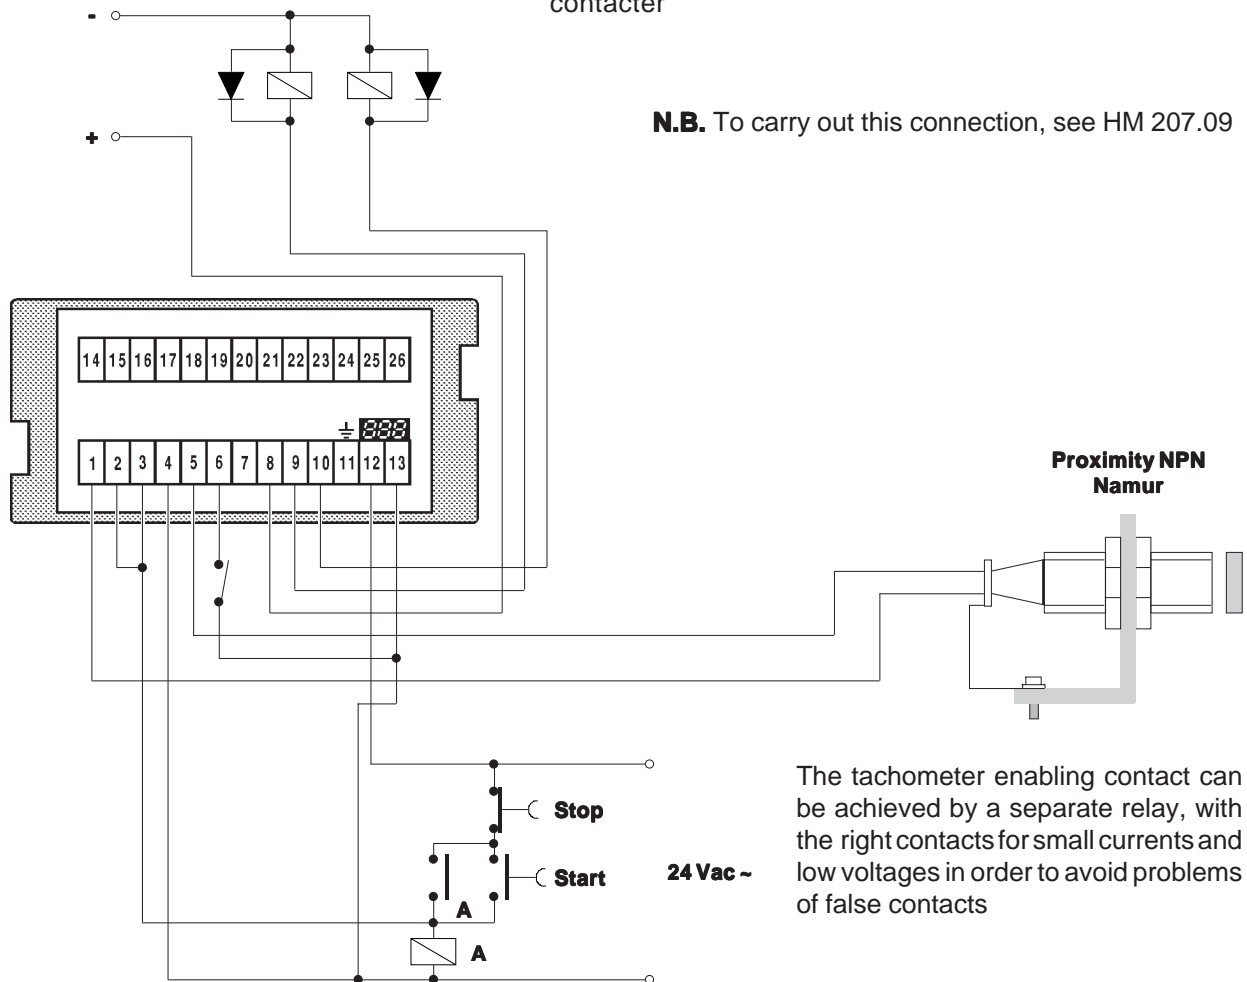 contacter
-
+
N.B. To carry out this connection, see HM 207.09
14 15 16 17 18 19 20 21 22 23 24 25 26
1 2 3 4 5 6 7 8 9 10 11 12 13
Proximity NPN
Namur
Stop
Start
A
A
24 Vac ~
The tachometer enabling contact can
be achieved by a separate relay, with
the right contacts for small currents and
low voltages in order to avoid problems
of false contacts